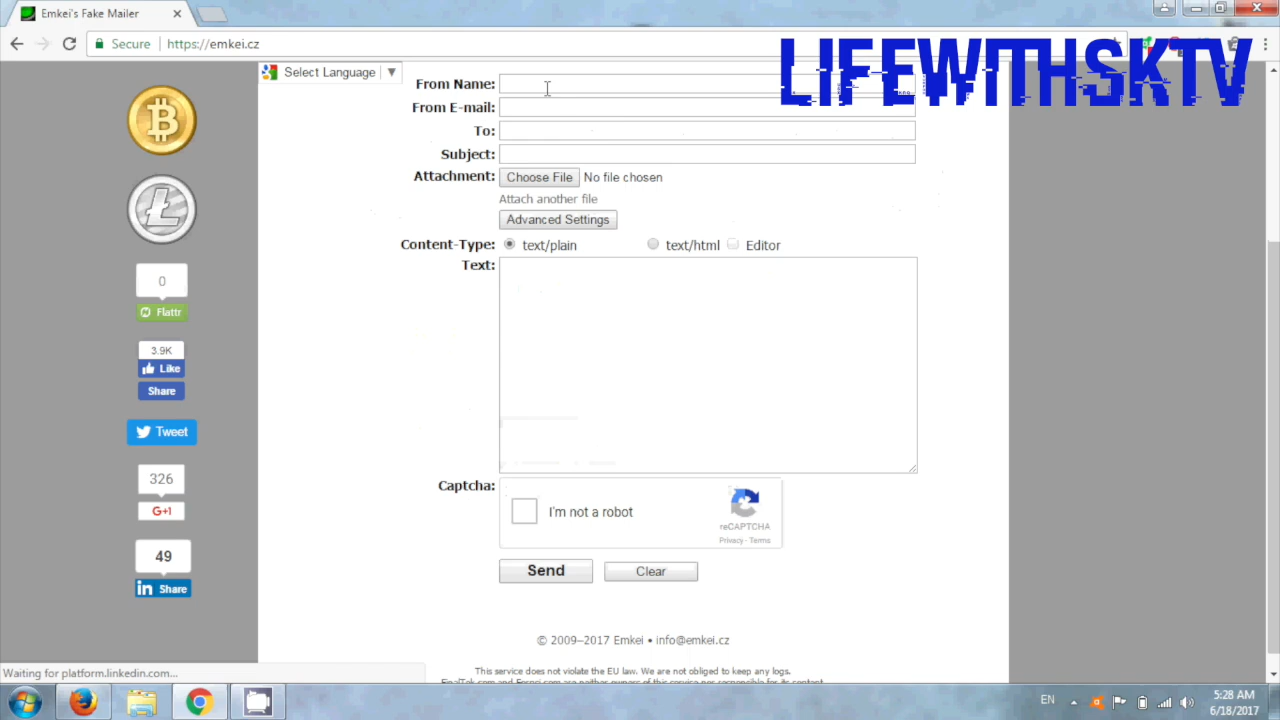 Emkei's Fake Mailer
Secure
https://emkei.cz
LIFEWITHSKTV
Select Language
From Name:
From E-mail:
To:
Subject:
Attachment:
Choose File
No file chosen
Attach another file
Advanced Settings
Content-Type:
text/plain
text/html
Editor
Text:
0
Flattr
3.9K
Like
Share
Tweet
326
G+1
49
in Share
Captcha:
I'm not a robot
reCAPTCHA
Privacy - Terms
Send
Clear
© 2009–2017 Emkei • info@emkei.cz
This service does not violate the EU law. We are not obliged to keep any logs.
Waiting for platform.linkedin.com...
EN
5:28 AM
6/18/2017